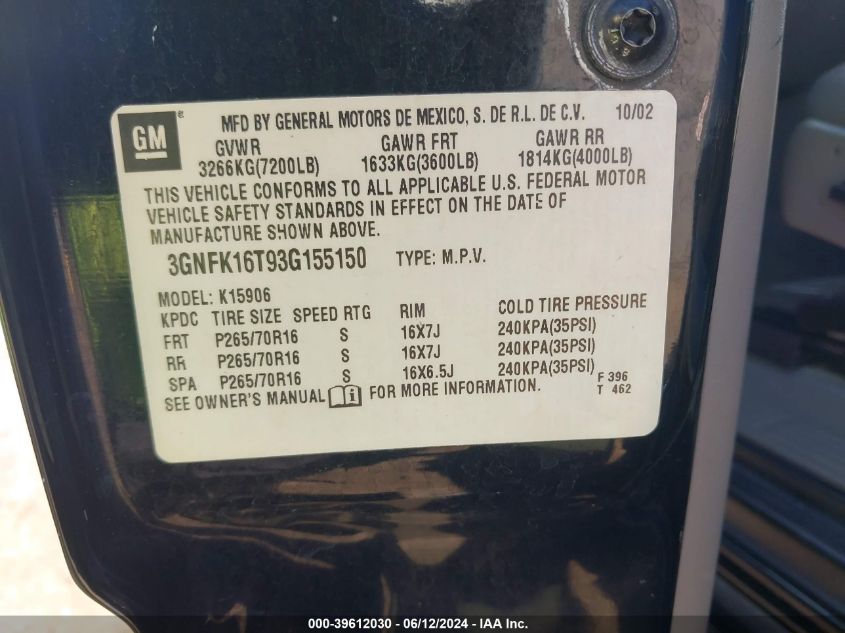 10.9
GM ®
MFD BY GENERAL MOTORS DE MEXICO, S. DE R.L. DE C.V. 10/02
GVWR GAWR FRT GAWR RR
3266KG(7200LB) 1633KG(3600LB) 1814KG(4000LB)
THIS VEHICLE CONFORMS TO ALL APPLICABLE U.S. FEDERAL MOTOR
VEHICLE SAFETY STANDARDS IN EFFECT ON THE DATE OF
MANUFACTURE SHOWN ABOVE.
3GNFK16T93G155150 TYPE: M.P.V.
MODEL: K15906
KPDC TIRE SIZE SPEED RTG RIM COLD TIRE PRESSURE
FRT P265/70R16 S 16X7J 240KPA(35PSI)
RR P265/70R16 S 16X7J 240KPA(35PSI)
SPA P265/70R16 S 16X6.5J 240KPA(35PSI)
SEE OWNER'S MANUAL i FOR MORE INFORMATION.
F 396
T 462
000-39612030 - 06/12/2024 - IAA Inc.